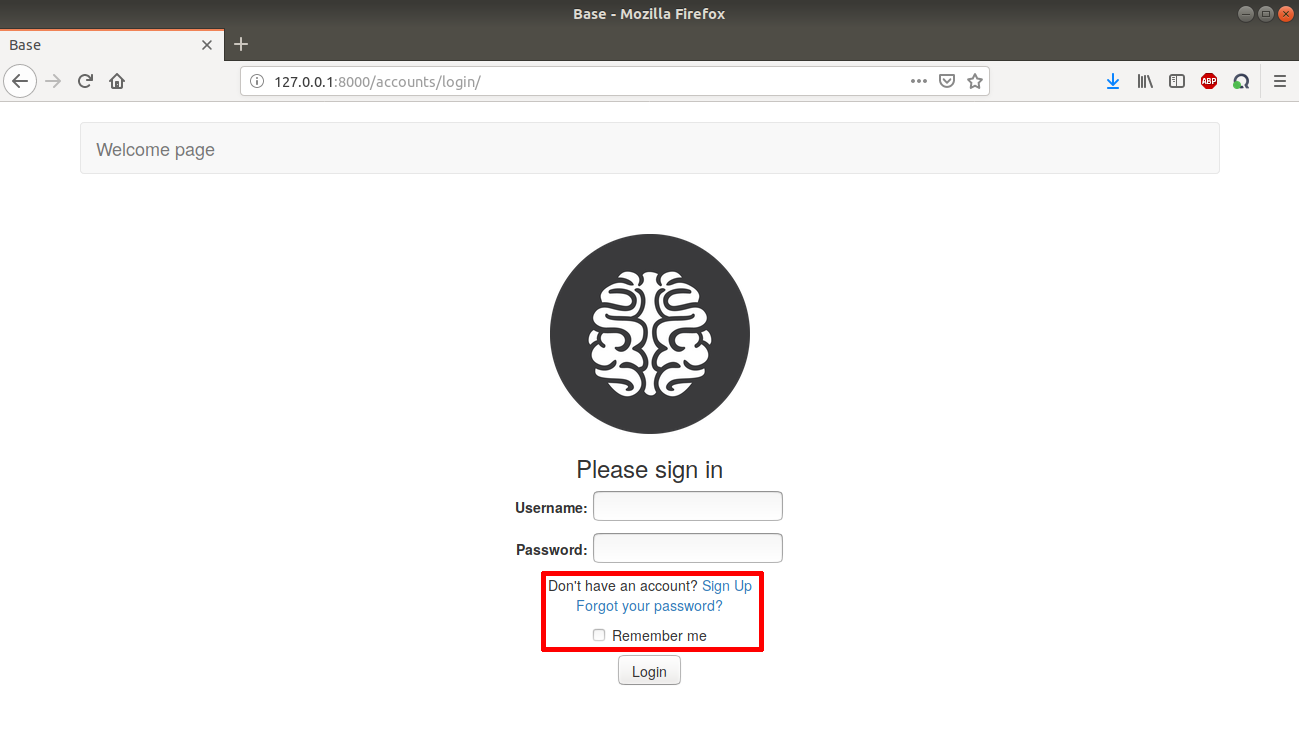 Base - Mozilla Firefox
Base
127.0.0.1:8000/accounts/login/
ABP
Welcome page
Please sign in
Username:
Password:
Don't have an account? Sign Up
Forgot your password?
Remember me
Login